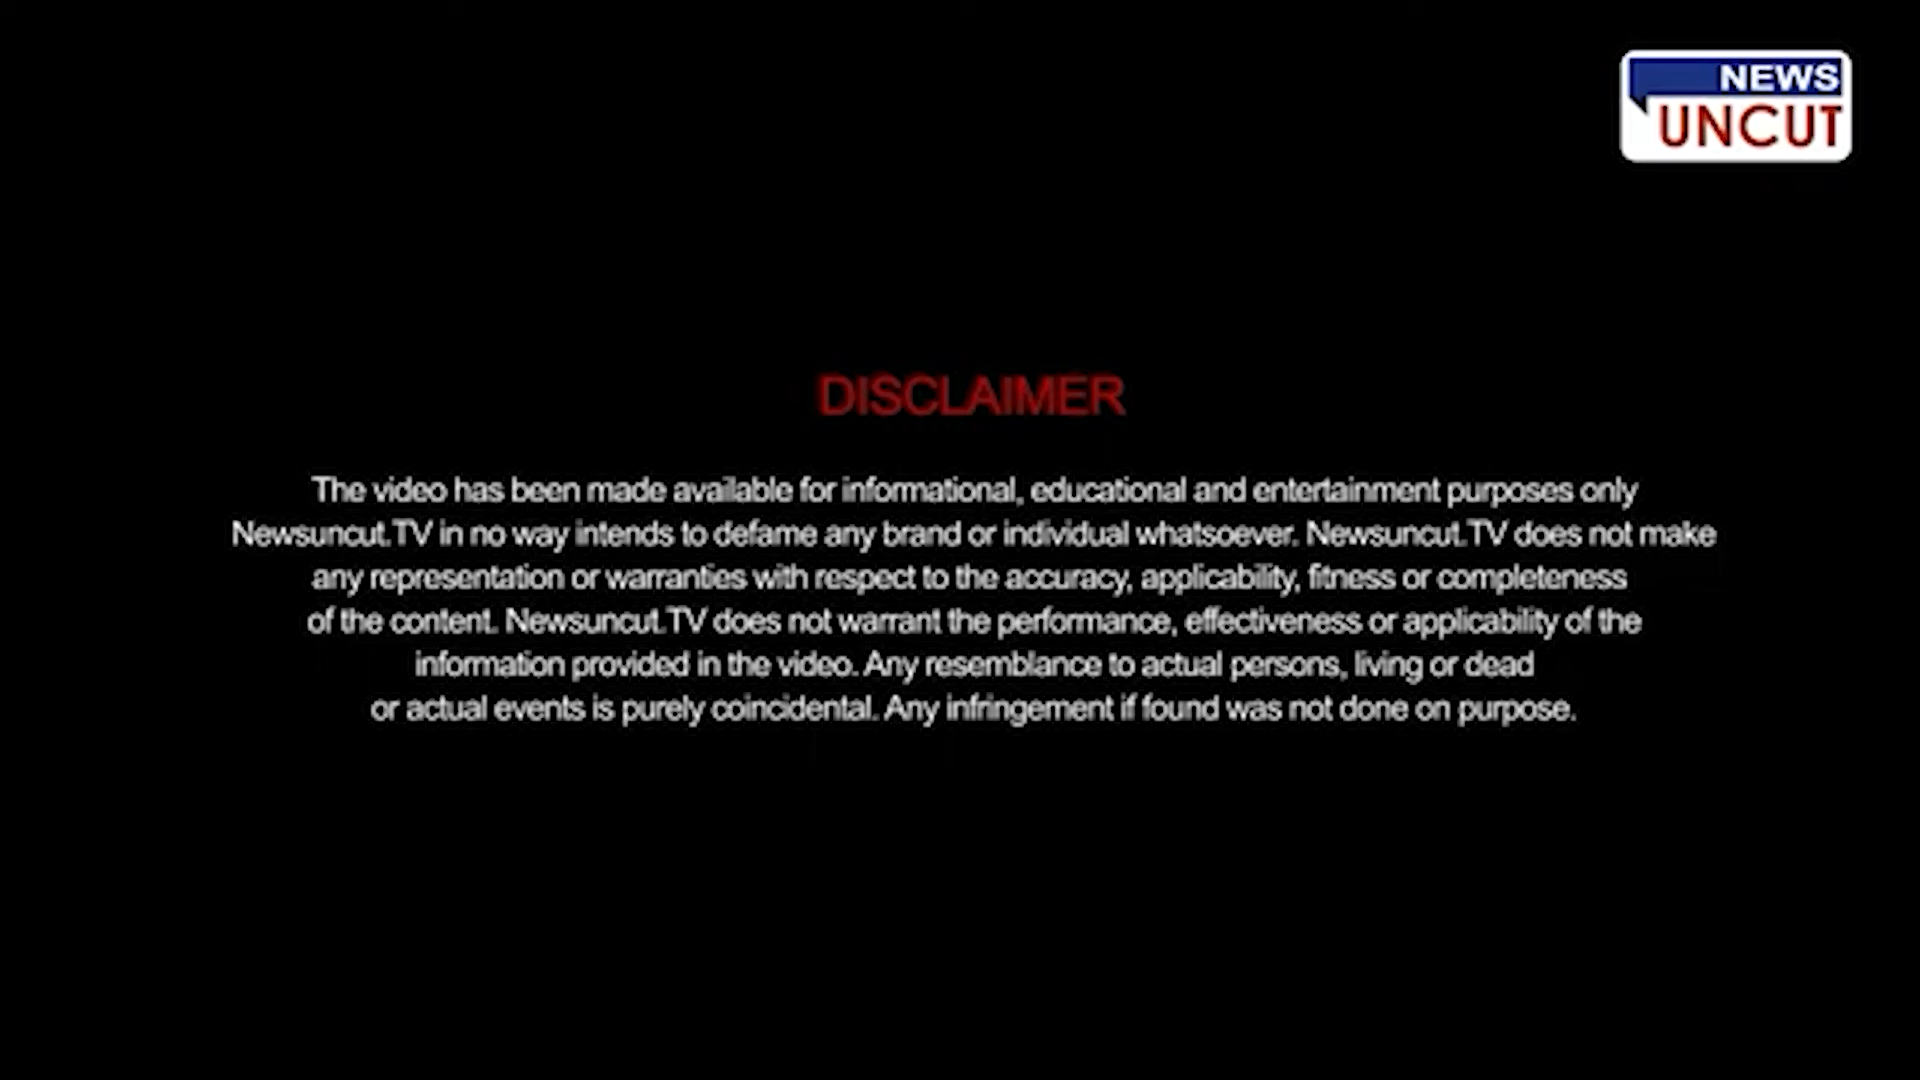 NEWS
UNCUT
DISCLAIMER
The video has been made available for informational, educational and entertainment purposes only
Newsuncut.TV in no way intends to defame any brand or individual whatsoever. Newsuncut.TV does not make
any representation or warranties with respect to the accuracy, applicability, fitness or completeness
of the content. Newsuncut.TV does not warrant the performance, effectiveness or applicability of the
information provided in the video. Any resemblance to actual persons, living or dead
or actual events is purely coincidental. Any infringement if found was not done on purpose.